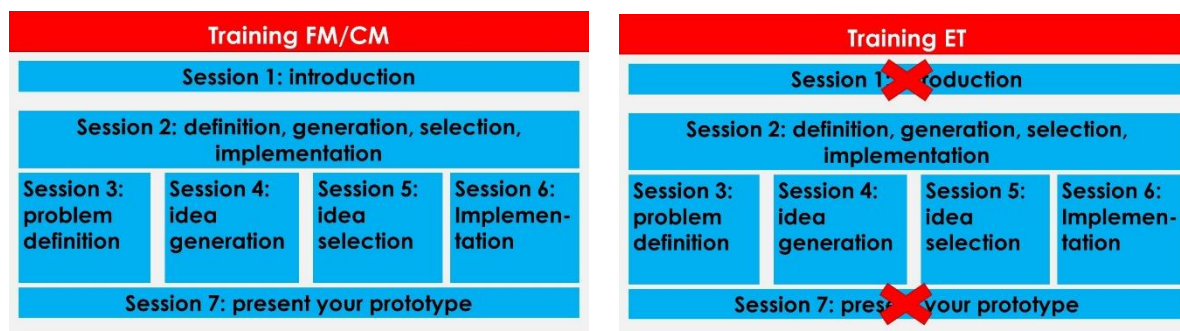 Training FM/CM
Session 1: introduction
Session 2: definition, generation, selection,
implementation
Session 3:
problem
definition
Session 4:
idea
generation
Session 5:
idea
selection
Session 6:
Implemen-
tation
Session 7: present your prototype
Training ET
Session 1: roduction
Session 2: definition, generation, selection,
implementation
Session 3:
problem
definition
Session 4:
idea
generation
Session 5:
idea
selection
Session 6:
Implemen-
tation
Session 7: prese your prototype